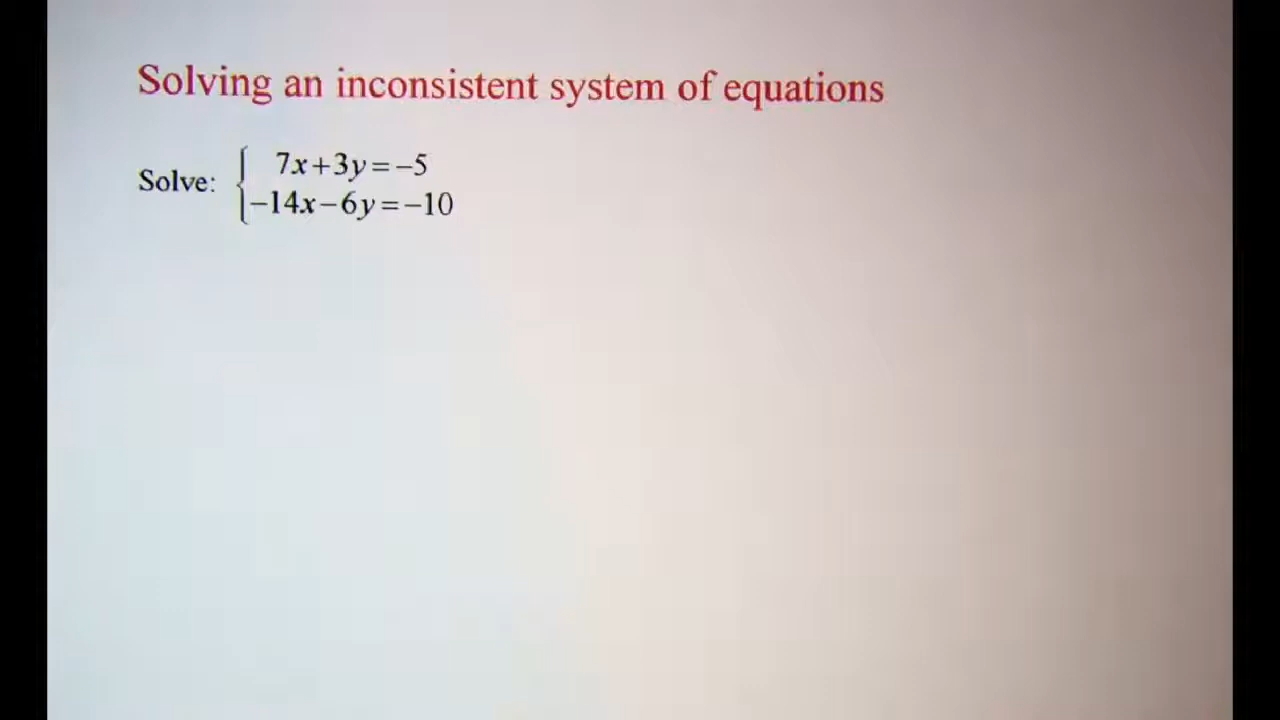 Solving an inconsistent system of equations
Solve: { 7x+3y=−5
−14x−6y=−10